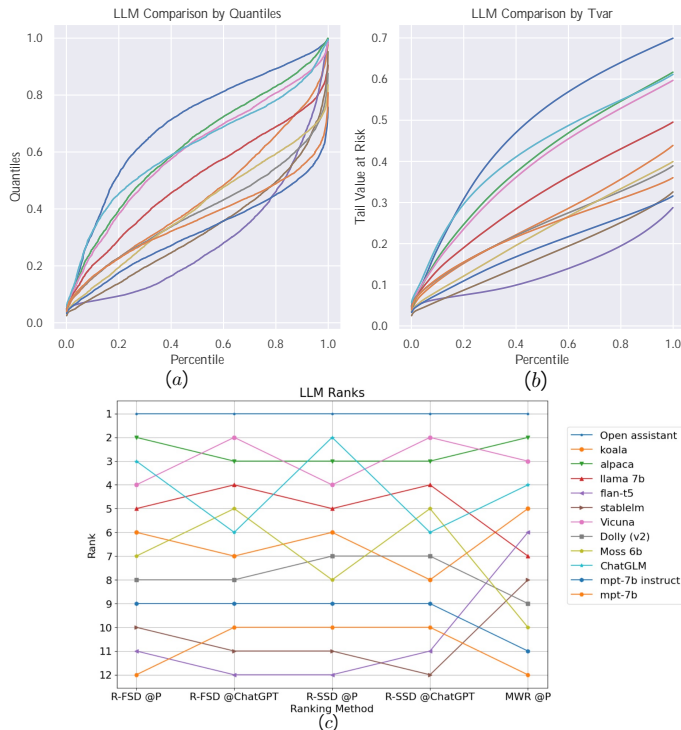 LLM Comparison by Quantiles
1.0
0.8
0.6
0.4
0.2
0.0
Quantiles
0.0 0.2 0.4 0.6 0.8 1.0
Percentile
(a)
LLM Comparison by Tvar
0.7
0.6
0.5
0.4
0.3
0.2
0.1
0.0
Tail Value at Risk
0.0 0.2 0.4 0.6 0.8 1.0
Percentile
(b)
LLM Ranks
1
2
3
4
5
6
7
8
9
10
11
12
Rank
R-FSD @P R-FSD @ChatGPT R-SSD @P R-SSD @ChatGPT MWR @P
Ranking Method
(c)
Open assistant
koala
alpaca
llama 7b
flan-t5
stablelm
Vicuna
Dolly (v2)
Moss 6b
ChatGLM
mpt-7b instruct
mpt-7b